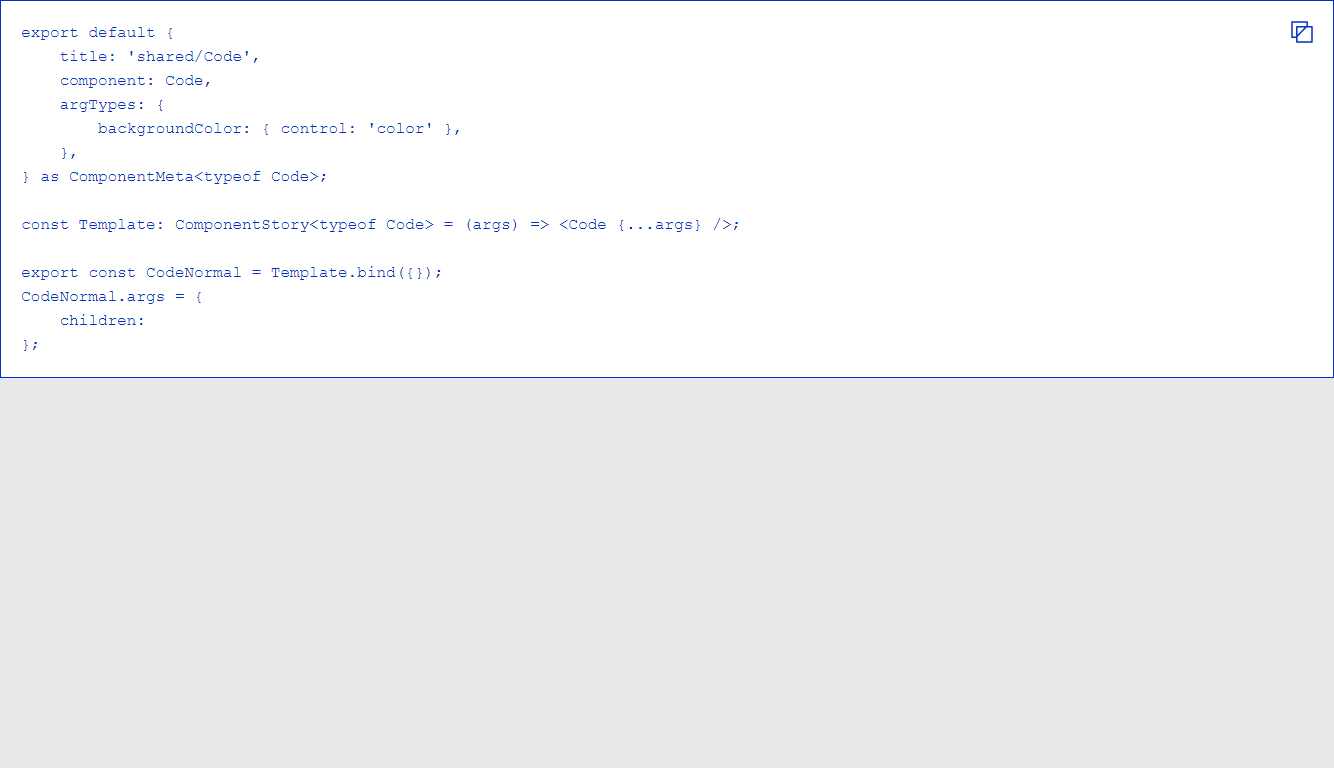 export default {
    title: 'shared/Code',
    component: Code,
    argTypes: {
        backgroundColor: { control: 'color' },
    },
} as ComponentMeta<typeof Code>;

const Template: ComponentStory<typeof Code> = (args) => <Code {...args} />;

export const CodeNormal = Template.bind({});
CodeNormal.args = {
    children:
};